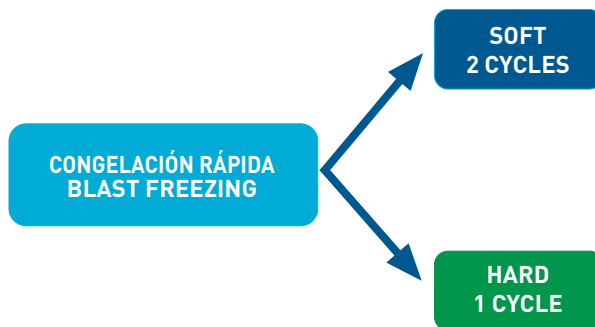 SOFT
2 CYCLES
CONGELACIÓN RÁPIDA
BLAST FREEZING
HARD
1 CYCLE